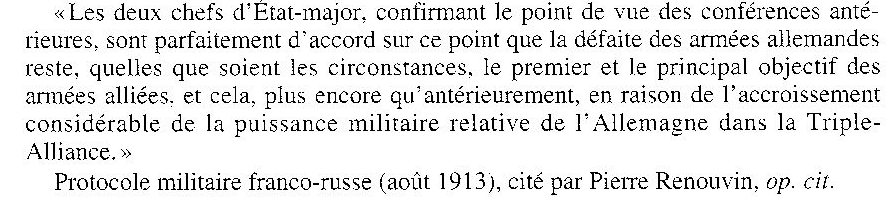 «Les deux chefs d'État-major, confirmant le point de vue des conférences anté-
rieures, sont parfaitement d'accord sur ce point que la défaite des armées allemandes
reste, quelles que soient les circonstances, le premier et le principal objectif des
armées alliées, et cela, plus encore qu'antérieurement, en raison de l'accroissement
considérable de la puissance militaire relative de l'Allemagne dans la Triple-
Alliance.»
Protocole militaire franco-russe (août 1913), cité par Pierre Renouvin, op. cit.